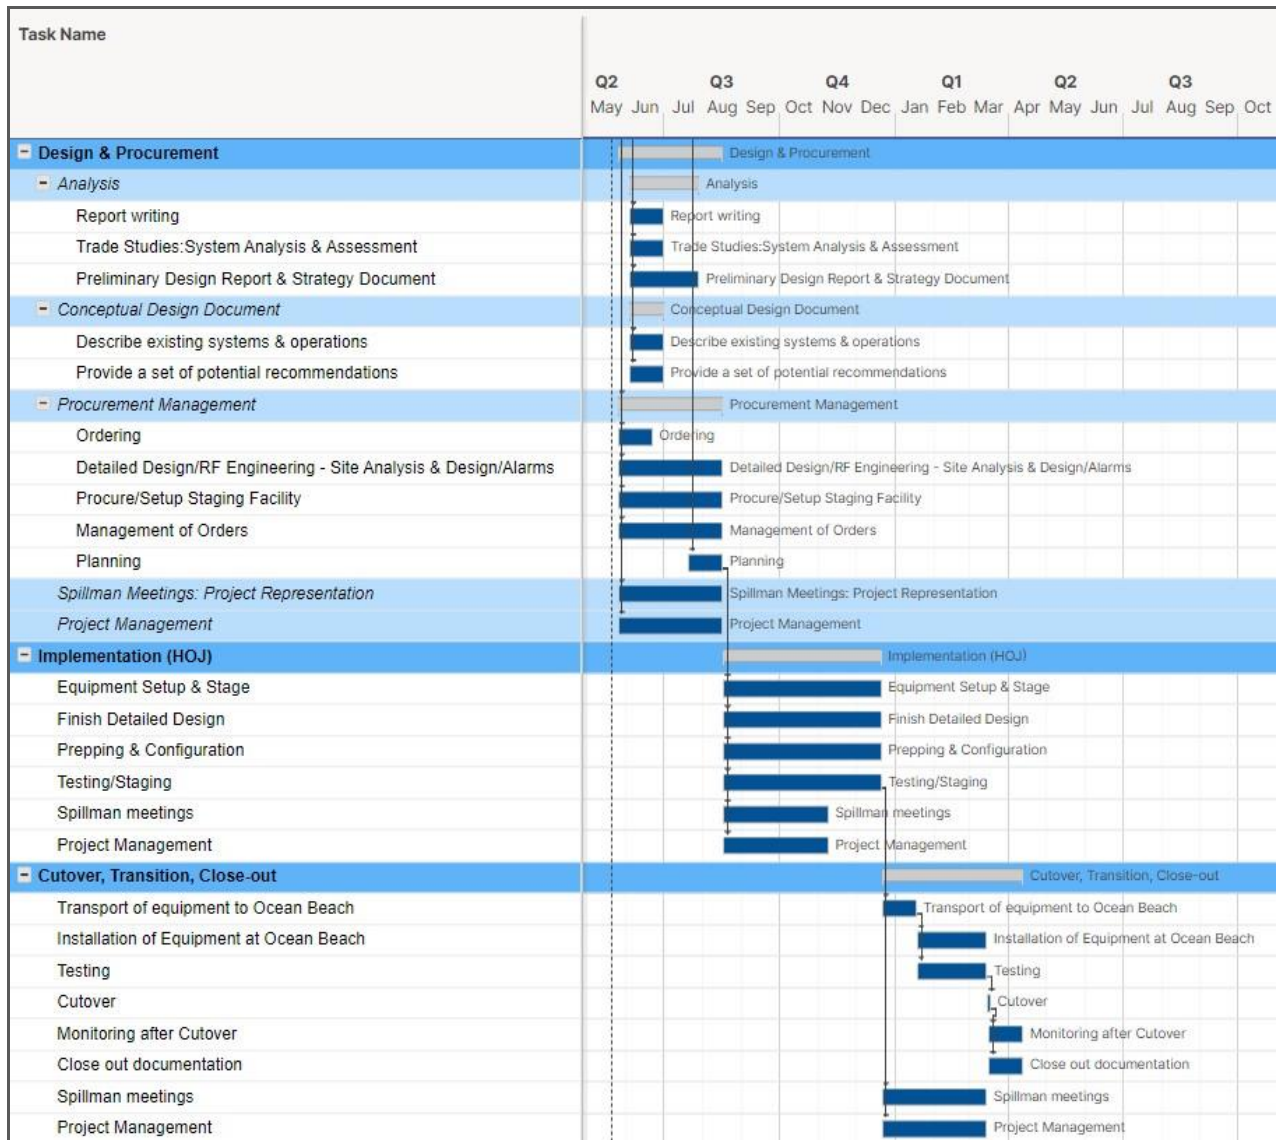 Task Name
Q2 Q3 Q4 Q1 Q2 Q3
May Jun Jul Aug Sep Oct Nov Dec Jan Feb Mar Apr May Jun Jul Aug Sep Oct
Design & Procurement Design & Procurement
Analysis Analysis
Report writing Report writing
Trade Studies:System Analysis & Assessment Trade Studies:System Analysis & Assessment
Preliminary Design Report & Strategy Document Preliminary Design Report & Strategy Document
Conceptual Design Document Conceptual Design Document
Describe existing systems & operations Describe existing systems & operations
Provide a set of potential recommendations Provide a set of potential recommendations
Procurement Management Procurement Management
Ordering Ordering
Detailed Design/RF Engineering - Site Analysis & Design/Alarms Detailed Design/RF Engineering - Site Analysis & Design/Alarms
Procure/Setup Staging Facility Procure/Setup Staging Facility
Management of Orders Management of Orders
Planning Planning
Spillman Meetings: Project Representation Spillman Meetings: Project Representation
Project Management Project Management
Implementation (HOJ) Implementation (HOJ)
Equipment Setup & Stage Equipment Setup & Stage
Finish Detailed Design Finish Detailed Design
Prepping & Configuration Prepping & Configuration
Testing/Staging Testing/Staging
Spillman meetings Spillman meetings
Project Management Project Management
Cutover, Transition, Close-out Cutover, Transition, Close-out
Transport of equipment to Ocean Beach Transport of equipment to Ocean Beach
Installation of Equipment at Ocean Beach Installation of Equipment at Ocean Beach
Testing Testing
Cutover Cutover
Monitoring after Cutover Monitoring after Cutover
Close out documentation Close out documentation
Spillman meetings Spillman meetings
Project Management Project Management